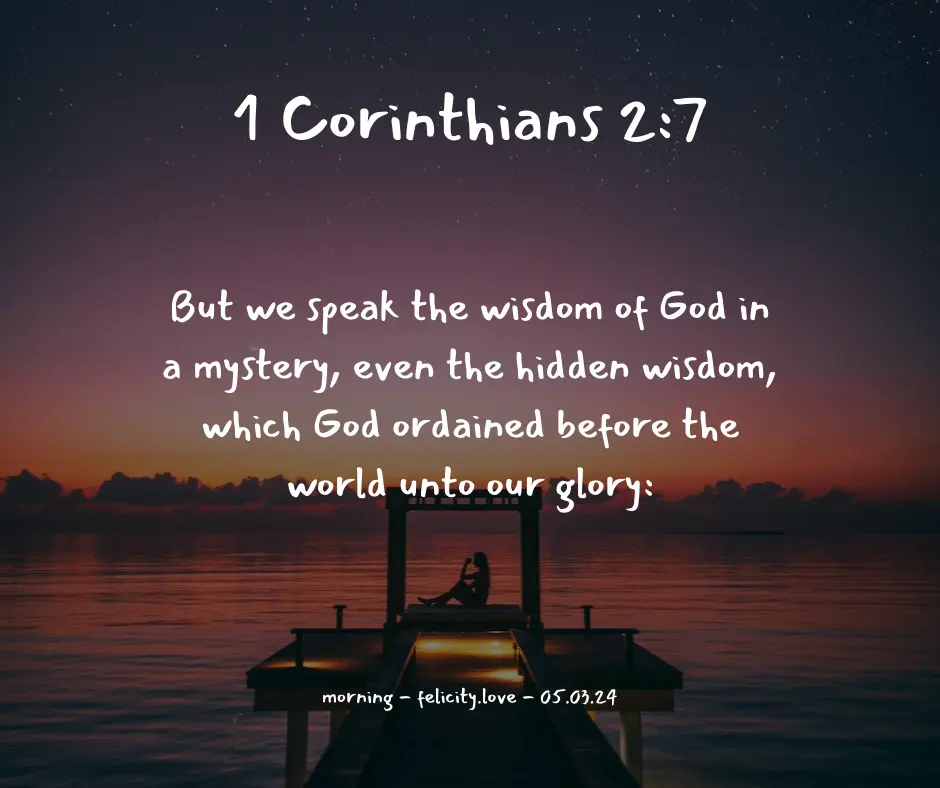 1 Corinthians 2:7
But we speak the wisdom of God in
a mystery, even the hidden wisdom,
which God ordained before the
world unto our glory:
morning - felicity.love - 05.03.24